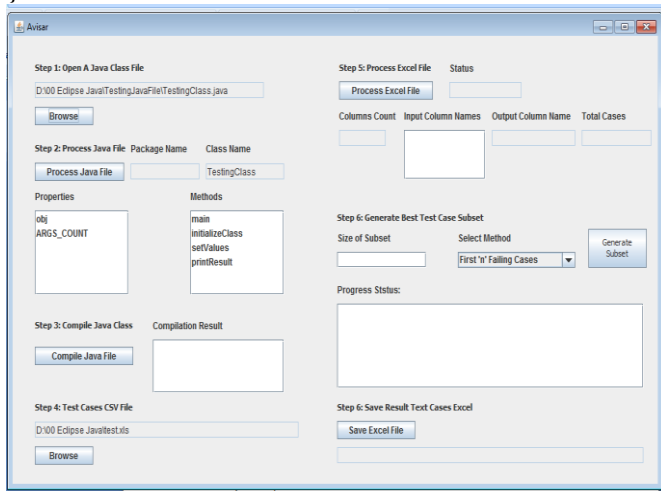 Avisar
Step 1: Open A Java Class File
D:\00 Eclipse Java\TestingJavaFile\TestingClass.java
Browse
Step 2: Process Java File Package Name Class Name
Process Java File TestingClass
Properties Methods
obj main
ARGS_COUNT initializeClass
setValues
printResult
Step 3: Compile Java Class Compilation Result
Compile Java File
Step 4: Test Cases CSV File
D:\00 Eclipse Java\test.xls
Browse
Step 5: Process Excel File Status
Process Excel File
Columns Count Input Column Names Output Column Name Total Cases
Step 6: Generate Best Test Case Subset
Size of Subset Select Method
First 'n' Failing Cases
Generate
Subset
Progress Ststus:
Step 6: Save Result Text Cases Excel
Save Excel File